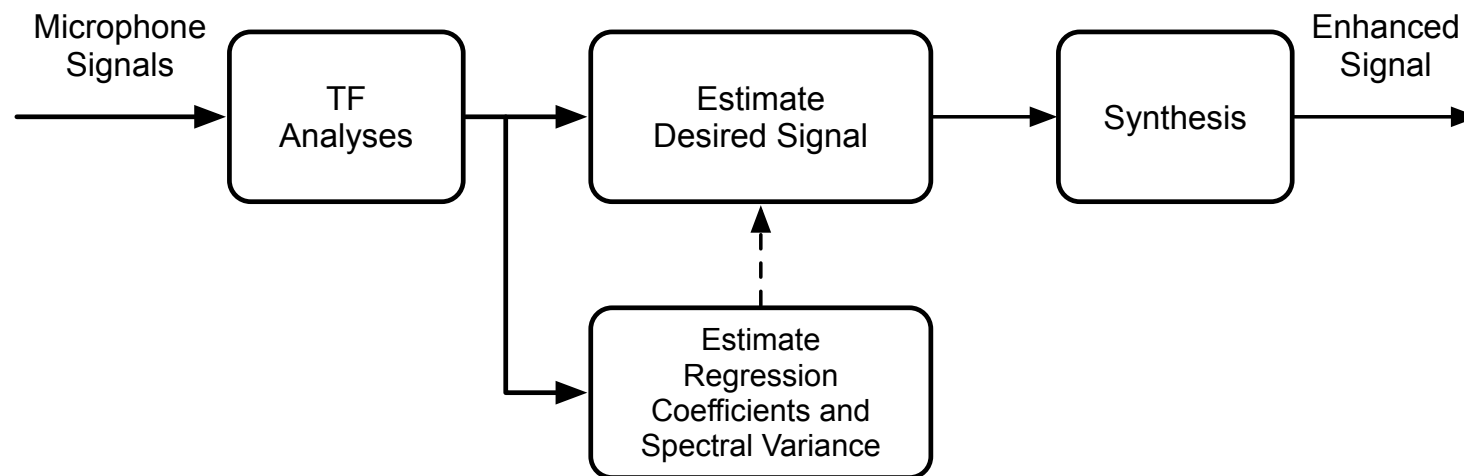 Microphone
Signals
TF
Analyses
Estimate
Desired Signal
Synthesis
Enhanced
Signal
Estimate
Regression
Coefficients and
Spectral Variance